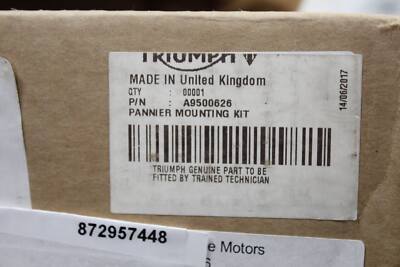 TRIUMPH
MADE IN United Kingdom
QTY : 00001
P/N : A9500626
PANNIER MOUNTING KIT
14/06/2017
TRIUMPH GENUINE PART TO BE
FITTED BY TRAINED TECHNICIAN
872957448
e Motors